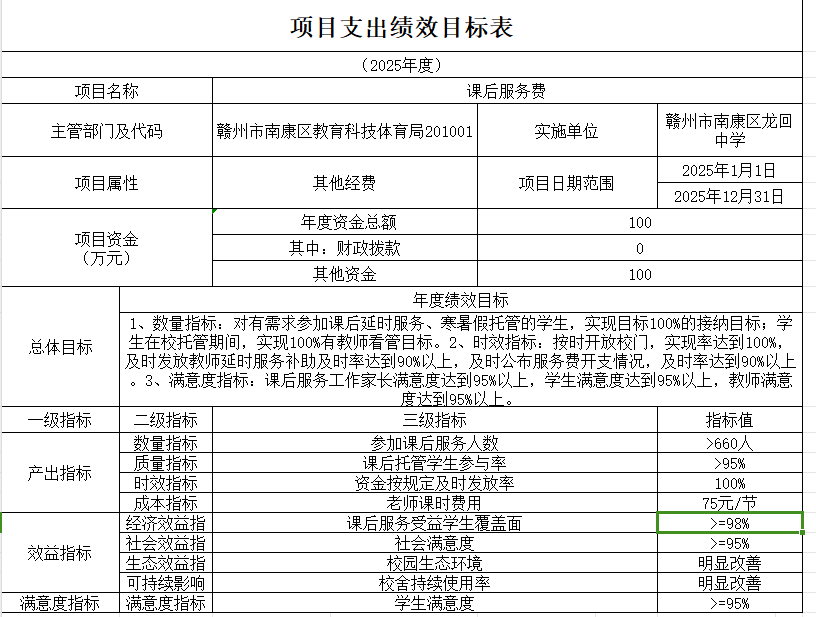 项目支出绩效目标表
（2025年度）
项目名称 课后服务费
主管部门及代码 赣州市南康区教育科技体育局201001 实施单位 赣州市南康区龙回
中学
项目属性 其他经费 项目日期范围 2025年1月1日
2025年12月31日
项目资金
（万元） 年度资金总额 100
其中：财政拨款 0
其他资金 100
总体目标 年度绩效目标
1、数量指标：对有需求参加课后延时服务、寒暑假托管的学生，实现目标100%的接纳目标；学
生在校托管期间，实现100%有教师看管目标。2、时效指标：按时开放校门，实现率达到100%，
及时发放教师延时服务补助及时率达到90%以上，及时公布服务费开支情况，及时率达到90%以上
。3、满意度指标：课后服务工作家长满意度达到95%以上，学生满意度达到95%以上，教师满意
度达到95%以上。
一级指标 二级指标 三级指标 指标值
产出指标 数量指标 参加课后服务人数 >660人
质量指标 课后托管学生参与率 >95%
时效指标 资金按规定及时发放率 100%
成本指标 老师课时费用 75元/节
效益指标 经济效益指 课后服务受益学生覆盖面 >=98%
社会效益指 社会满意度 >=95%
生态效益指 校园生态环境 明显改善
可持续影响 校舍持续使用率 明显改善
满意度指标 满意度指标 学生满意度 >=95%